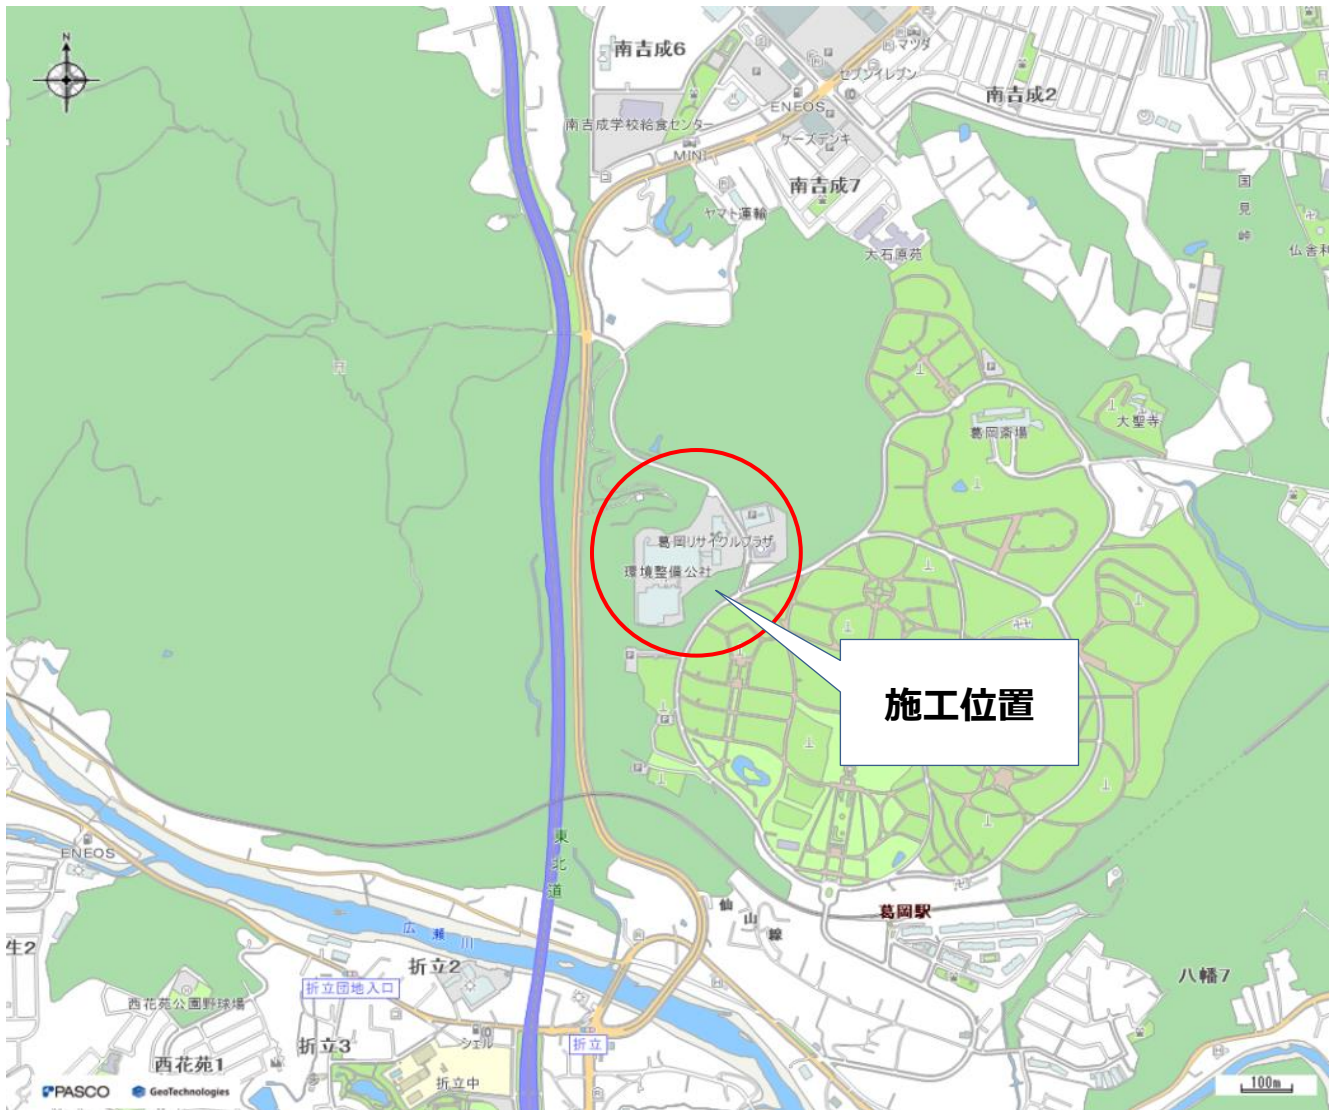 N
南吉成6
マツダ
セブンイレブン
ENEOS
南吉成2
南吉成学校給食センター
ケーズデンキ
MINI
南吉成7
国見峠
ヤマト運輸
大石原苑
仏舎利
大聖寺
葛岡斎場
葛岡リサイクルプラザ
環境整備公社
施工位置
ENEOS
東北道
葛岡駅
仙山線
広瀬川
生2
折立2
八幡7
折立団地入口
西花苑公園野球場
シェル
折立
折立3
西花苑1
折立中
PASCO
GeoTechnologies
100m